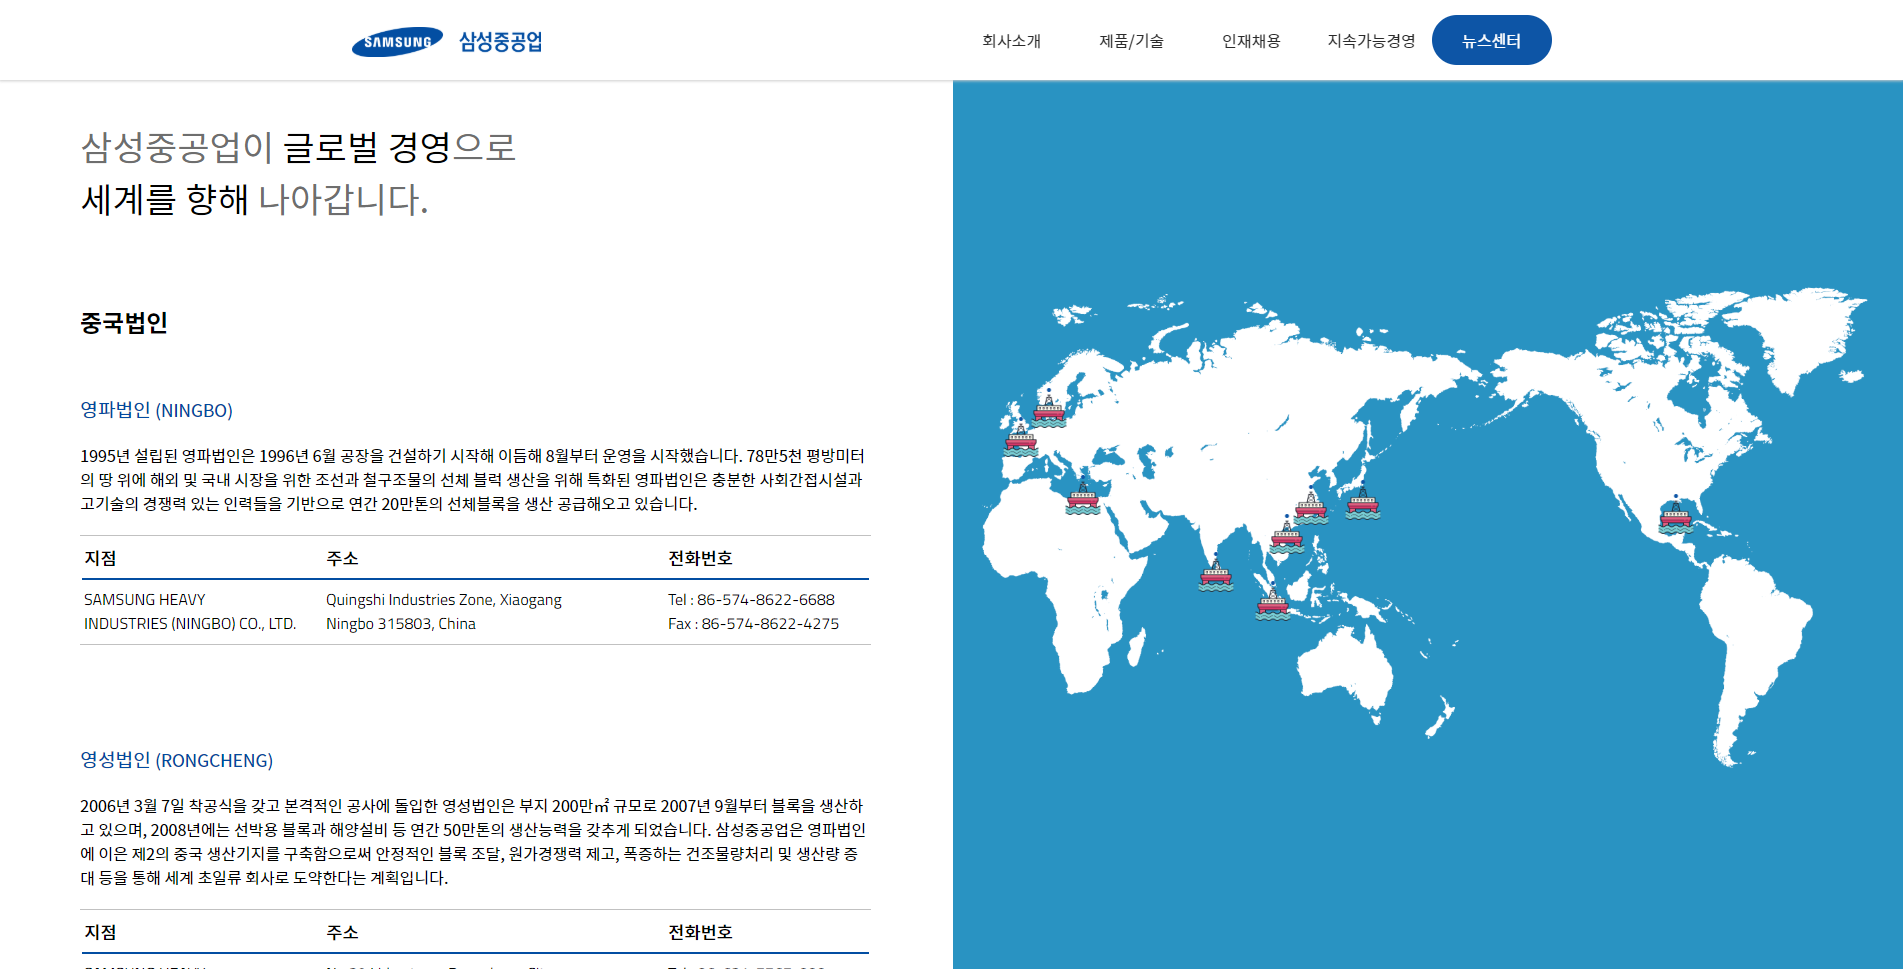 SAMSUNG 삼성중공업
회사소개 제품/기술 인재채용 지속가능경영 뉴스센터
삼성중공업이 글로벌 경영으로
세계를 향해 나아갑니다.
중국법인
영파법인 (NINGBO)
1995년 설립된 영파법인은 1996년 6월 공장을 건설하기 시작해 이듬해 8월부터 운영을 시작했습니다. 78만5천 평방미터
의 땅 위에 해외 및 국내 시장을 위한 조선과 철구조물의 선체 블럭 생산을 위해 특화된 영파법인은 충분한 사회간접시설과
고기술의 경쟁력 있는 인력들을 기반으로 연간 20만톤의 선체블록을 생산 공급해오고 있습니다.
지점 주소 전화번호
SAMSUNG HEAVY Quingshi Industries Zone, Xiaogang Tel : 86-574-8622-6688
INDUSTRIES (NINGBO) CO., LTD. Ningbo 315803, China Fax : 86-574-8622-4275
영성법인 (RONGCHENG)
2006년 3월 7일 착공식을 갖고 본격적인 공사에 돌입한 영성법인은 부지 200만㎡ 규모로 2007년 9월부터 블록을 생산하
고 있으며, 2008년에는 선박용 블록과 해양설비 등 연간 50만톤의 생산능력을 갖추게 되었습니다. 삼성중공업은 영파법인
에 이은 제2의 중국 생산기지를 구축함으로써 안정적인 블록 조달, 원가경쟁력 제고, 폭증하는 건조물량처리 및 생산량 증
대 등을 통해 세계 초일류 회사로 도약한다는 계획입니다.
지점 주소 전화번호